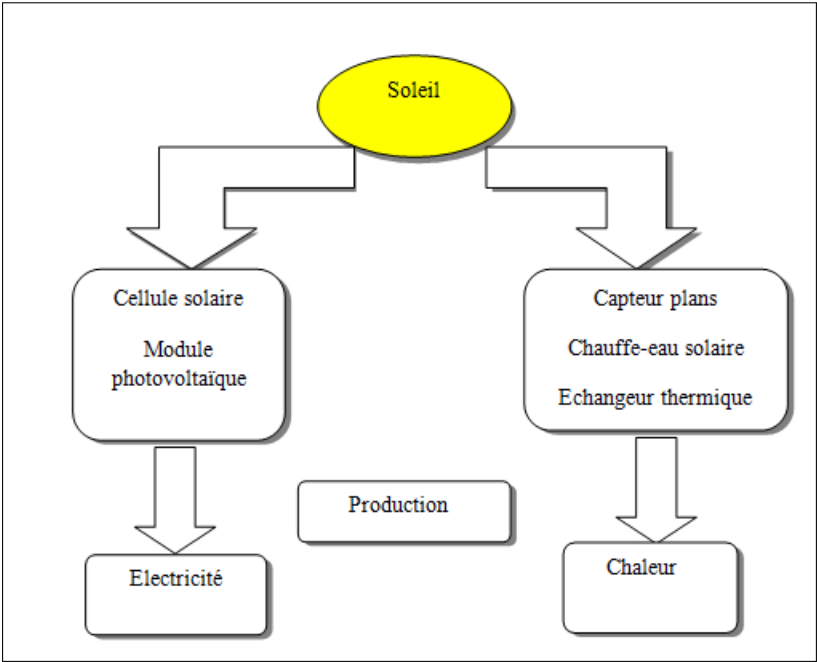 Soleil
Cellule solaire
Module
photovoltaïque
Capteur plans
Chauffe-eau solaire
Echangeur thermique
Production
Electricité
Chaleur